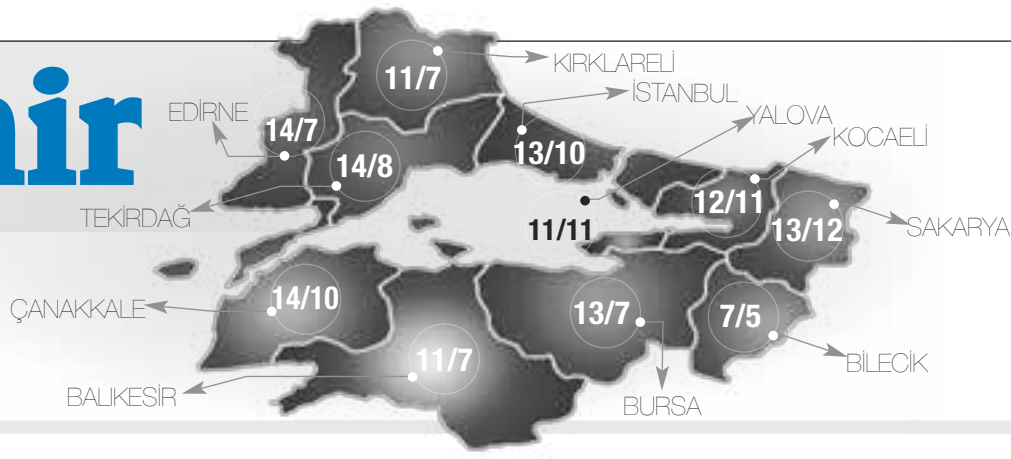 KIRKLARELİ
11/7
İSTANBUL
EDİRNE
YALOVA
14/7
KOCAELİ
13/10
14/8
12/11
TEKİRDAĞ
SAKARYA
11/11
13/12
ÇANAKKALE
14/10
13/7
7/5
11/7
BİLECİK
BALIKESİR
BURSA